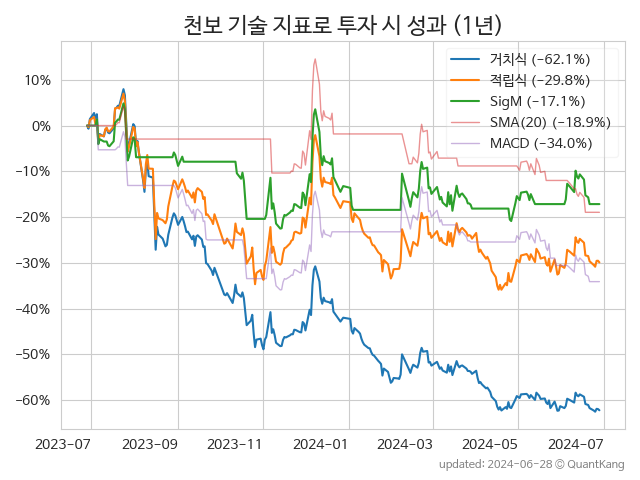 천보 기술 지표로 투자 시 성과 (1년)
거치식 (−62.1%)
적립식 (−29.8%)
SigM (−17.1%)
SMA(20) (−18.9%)
MACD (−34.0%)
10%
0%
−10%
−20%
−30%
−40%
−50%
−60%
2023-07 2023-09 2023-11 2024-01 2024-03 2024-05 2024-07
updated: 2024-06-28 © QuantKang